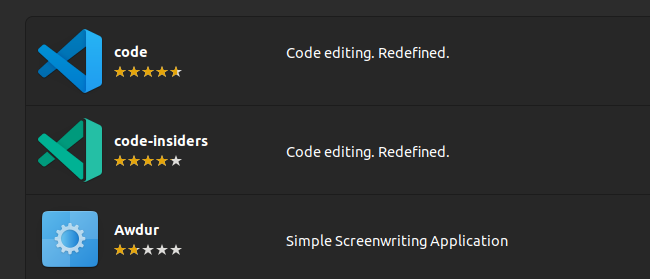 code
Code editing. Redefined.
code-insiders
Code editing. Redefined.
Awdur
Simple Screenwriting Application